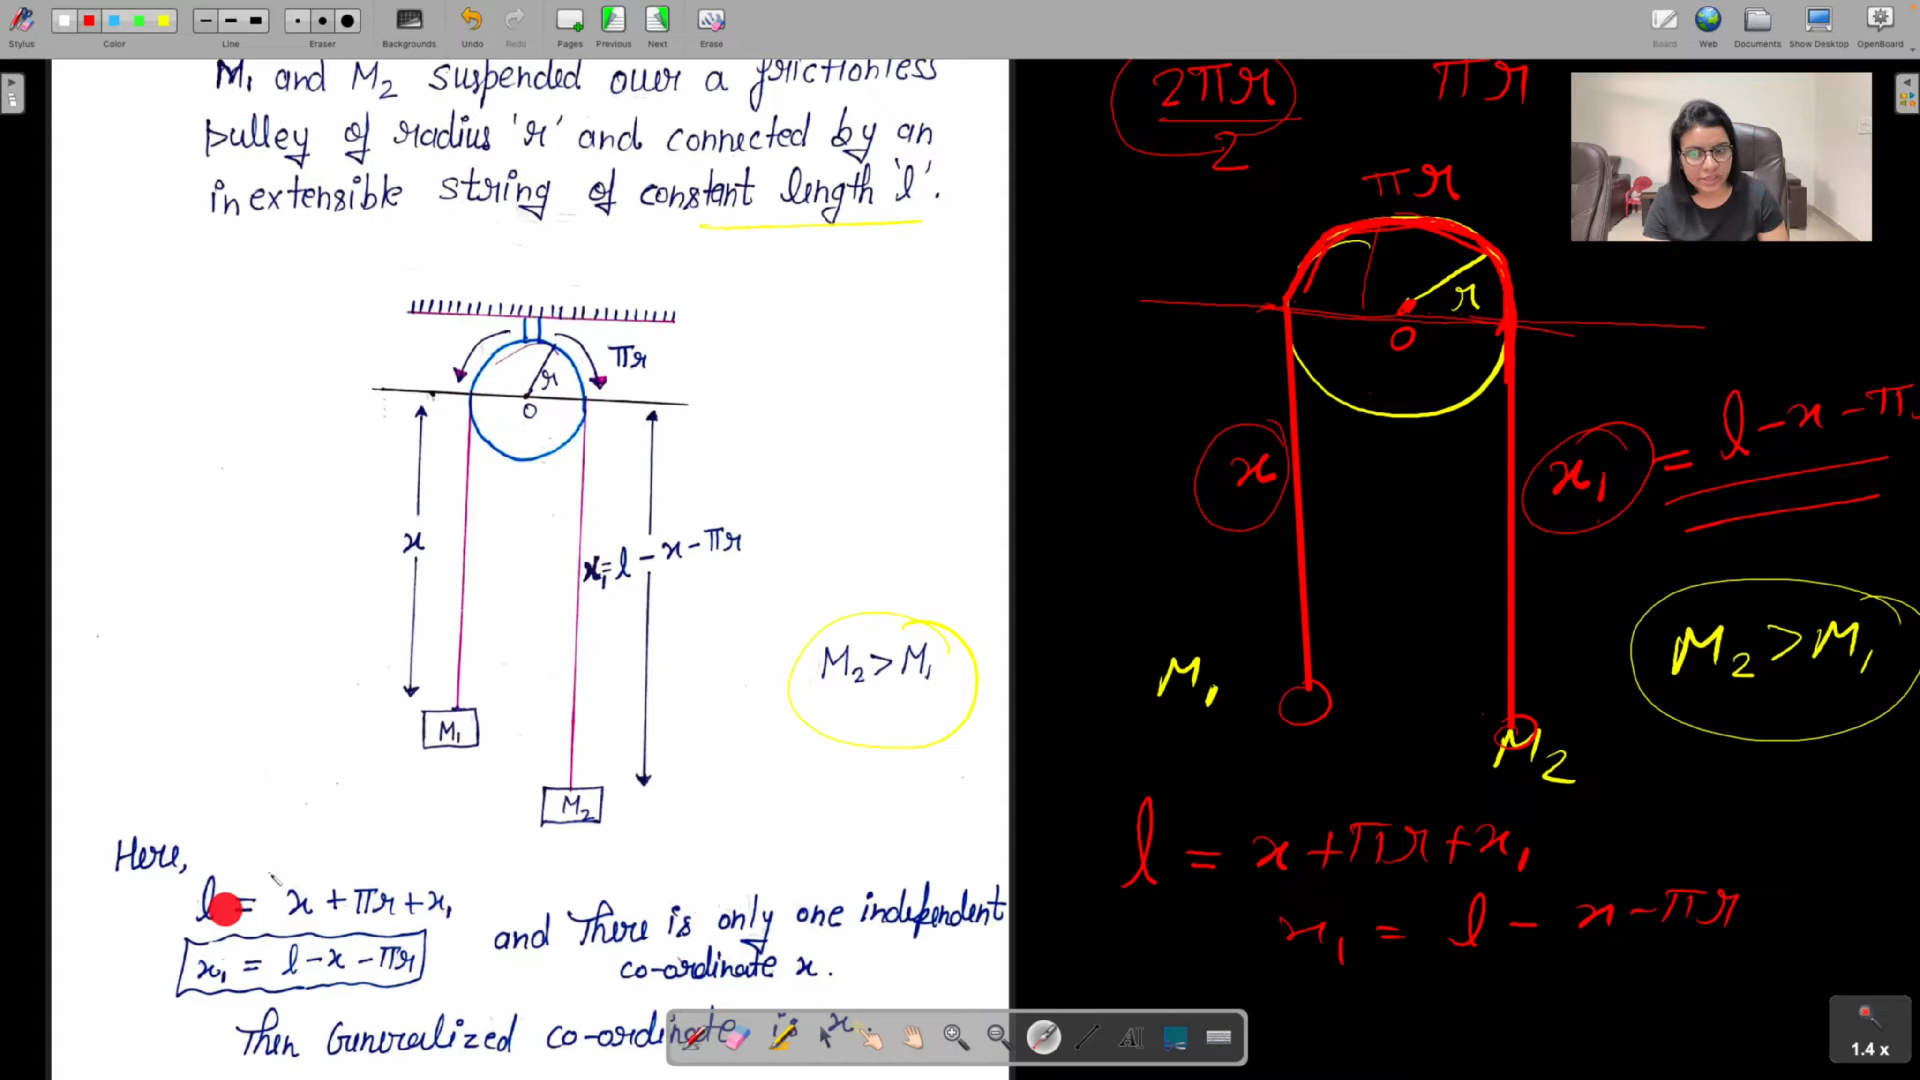 Stylus
Color
Line
Eraser
Backgrounds
Undo
Redo
Pages
Previous
Next
Erase
Board
Web
Documents
Show Desktop
OpenBoard
M₁ and M₂ suspended over a frictionless
pulley of radius 'r' and connected by an
inextensible string of constant length 'l'.
πr
r
O
x
x₁=l-x-πr
M₂>M₁
M₁
M₂
Here,
l = x+πr+x₁
x₁ = l-x-πr
and There is only one independent
co-ordinate x.
Then Generalized co-ordinate is x.
2πr
2
πr
πr
r
O
x
x₁ = l-x-πr
M₂>M₁
M₁
M₂
l = x+πr+x₁
x₁ = l-x-πr
AI
1.4 x